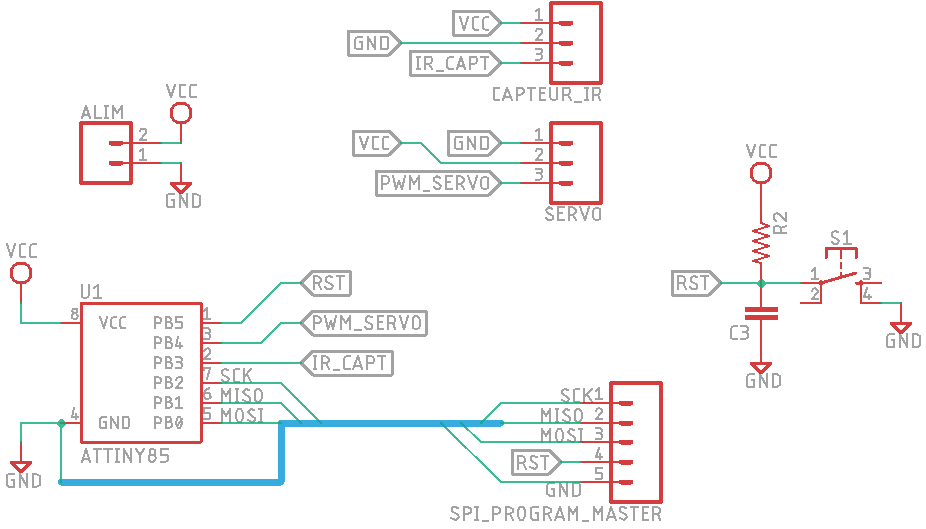 VCC 1
GND 2
IR_CAPT 3
CAPTEUR_IR
VCC
ALIM
2
1
GND
VCC GND 1
2
PWM_SERVO 3
SERVO
VCC
R2
S1
RST 1 3
2 4
C3
GND
GND
VCC
U1
8 VCC PB5 1 RST
PB4 3 PWM_SERVO
PB3 2 IR_CAPT
PB2 7 SCK
PB1 6 MISO
4 GND PB0 5 MOSI
ATTINY85
GND
SCK 1
MISO 2
MOSI 3
RST 4
GND 5
SPI_PROGRAM_MASTER